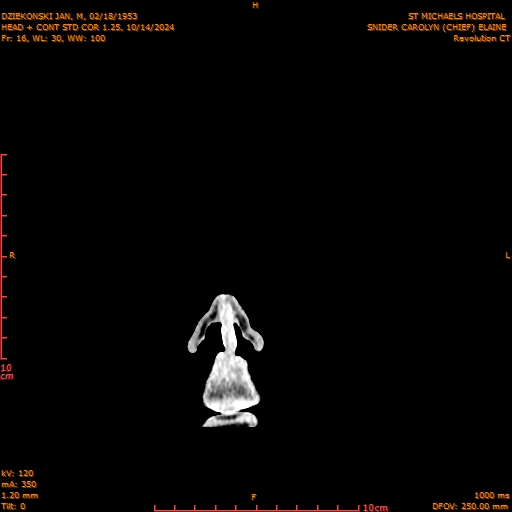 H
DZIEKONSKI JAN, M, 02/18/1953
HEAD + CONT STD COR 1.25, 10/14/2024
Fr: 16, WL: 30, WW: 100
ST MICHAELS HOSPITAL
SNIDER CAROLYN (CHIEF) ELAINE
Revolution CT
R
L
10
cm
kV: 120
mA: 350
1.20 mm
Tilt: 0
F
10cm
1000 ms
DFOV: 250.00 mm